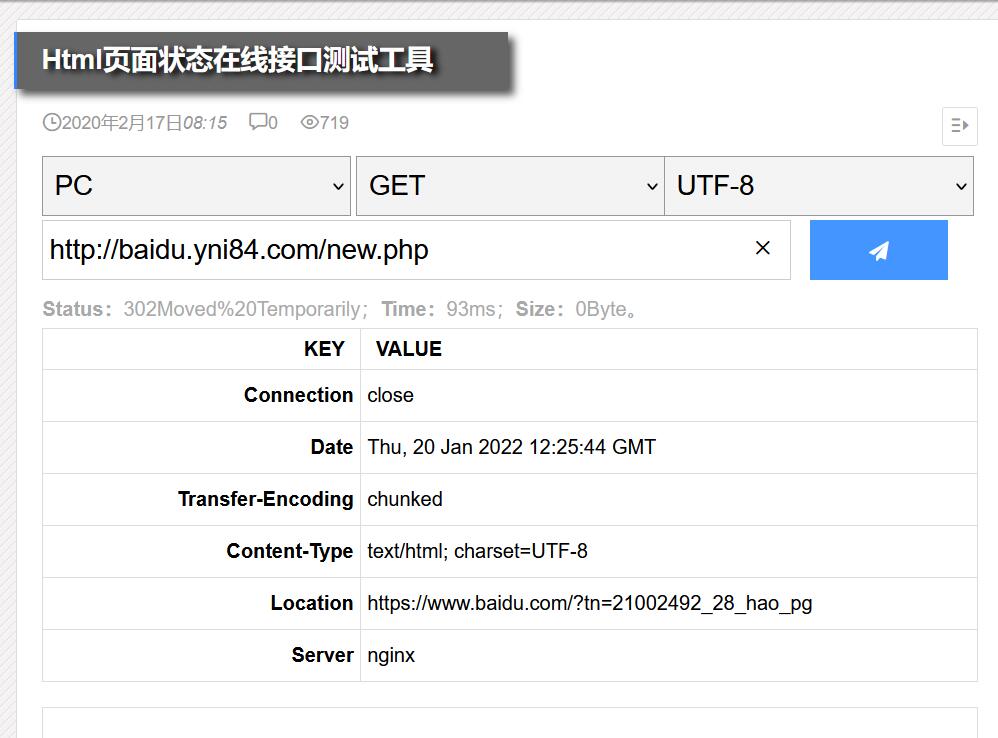 Html页面状态在线接口测试工具
2020年2月17日08:15 0 719
PC GET UTF-8
http://baidu.yni84.com/new.php
Status：302Moved%20Temporarily；Time：93ms；Size：0Byte。
KEY VALUE
Connection close
Date Thu, 20 Jan 2022 12:25:44 GMT
Transfer-Encoding chunked
Content-Type text/html; charset=UTF-8
Location https://www.baidu.com/?tn=21002492_28_hao_pg
Server nginx